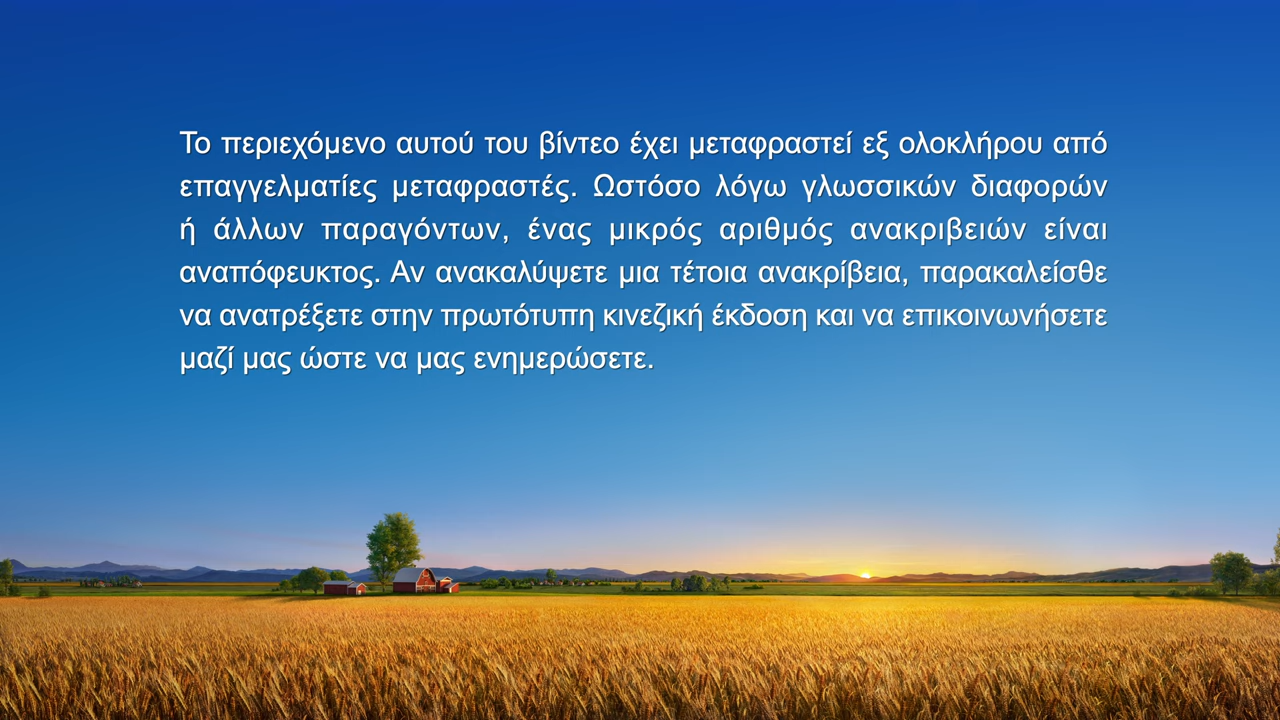 Το περιεχόμενο αυτού του βίντεο έχει μεταφραστεί εξ ολοκλήρου από
επαγγελματίες μεταφραστές. Ωστόσο λόγω γλωσσικών διαφορών
ή άλλων παραγόντων, ένας μικρός αριθμός ανακριβειών είναι
αναπόφευκτος. Αν ανακαλύψετε μια τέτοια ανακρίβεια, παρακαλείσθε
να ανατρέξετε στην πρωτότυπη κινεζική έκδοση και να επικοινωνήσετε
μαζί μας ώστε να μας ενημερώσετε.